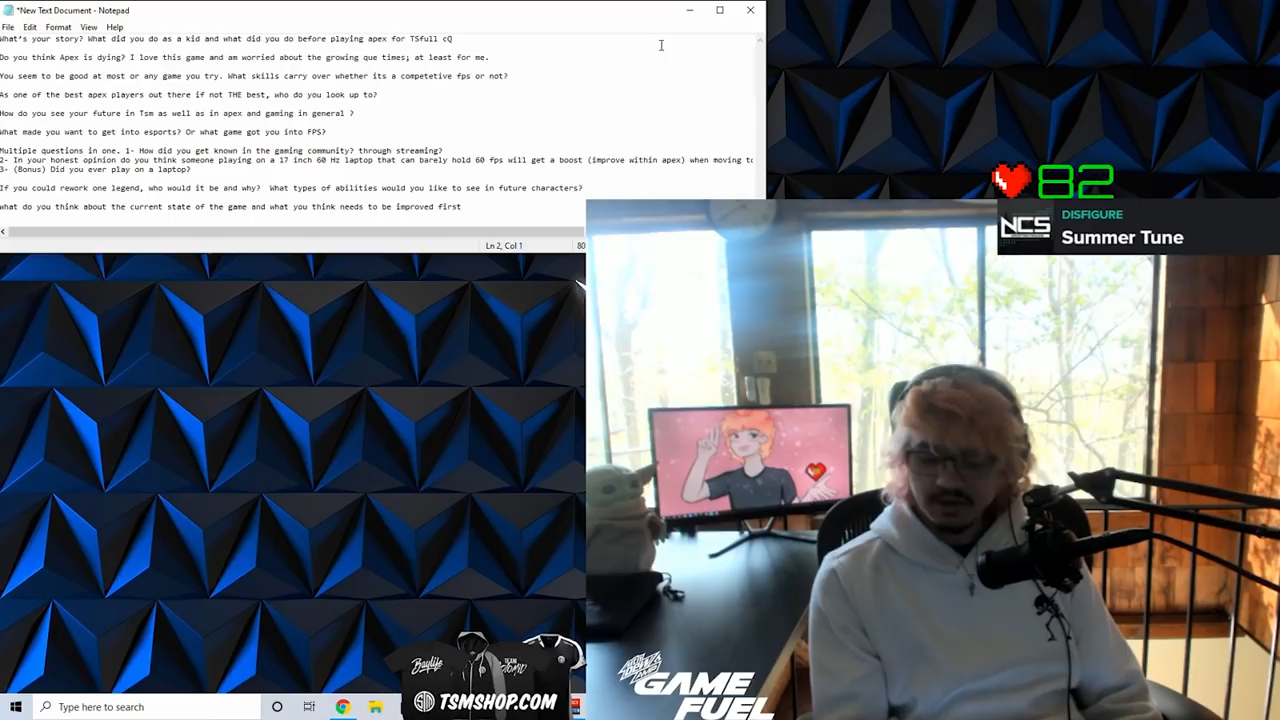 *New Text Document - Notepad
File Edit Format View Help
What's your story? What did you do as a kid and what did you do before playing apex for TSfull cQ
Do you think Apex is dying? I love this game and am worried about the growing que times; at least for me.
You seem to be good at most or any game you try. What skills carry over whether its a competetive fps or not?
As one of the best apex players out there if not THE best, who do you look up to?
How do you see your future in Tsm as well as in apex and gaming in general ?
What made you want to get into esports? Or what game got you into FPS?
Multiple questions in one. 1- How did you get known in the gaming community? through streaming?
2- In your honest opinion do you think someone playing on a 17 inch 60 Hz laptop that can barely hold 60 fps will get a boost (improve within apex) when moving to
3- (Bonus) Did you ever play on a laptop?
If you could rework one legend, who would it be and why?  What types of abilities would you like to see in future characters?
what do you think about the current state of the game and what you think needs to be improved first
Ln 2, Col 1
80
82
NCS
DISFIGURE
Summer Tune
Baylife
TSMSHOP.COM
MTN DEW
GAME
FUEL
Type here to search